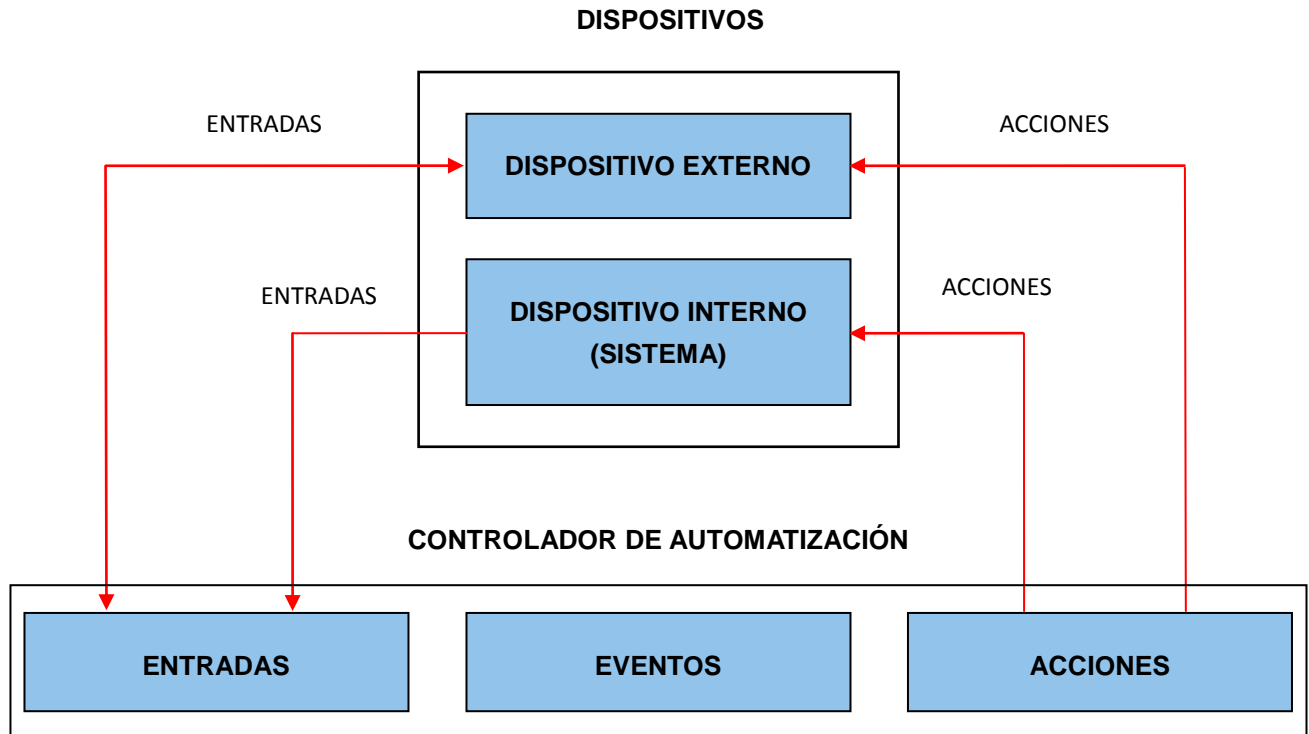 DISPOSITIVOS
ENTRADAS
ACCIONES
DISPOSITIVO EXTERNO
ENTRADAS
ACCIONES
DISPOSITIVO INTERNO
(SISTEMA)
CONTROLADOR DE AUTOMATIZACIÓN
ENTRADAS
EVENTOS
ACCIONES